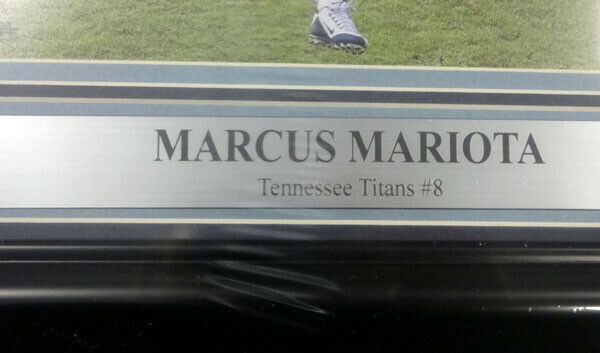 MARCUS MARIOTA
Tennessee Titans #8